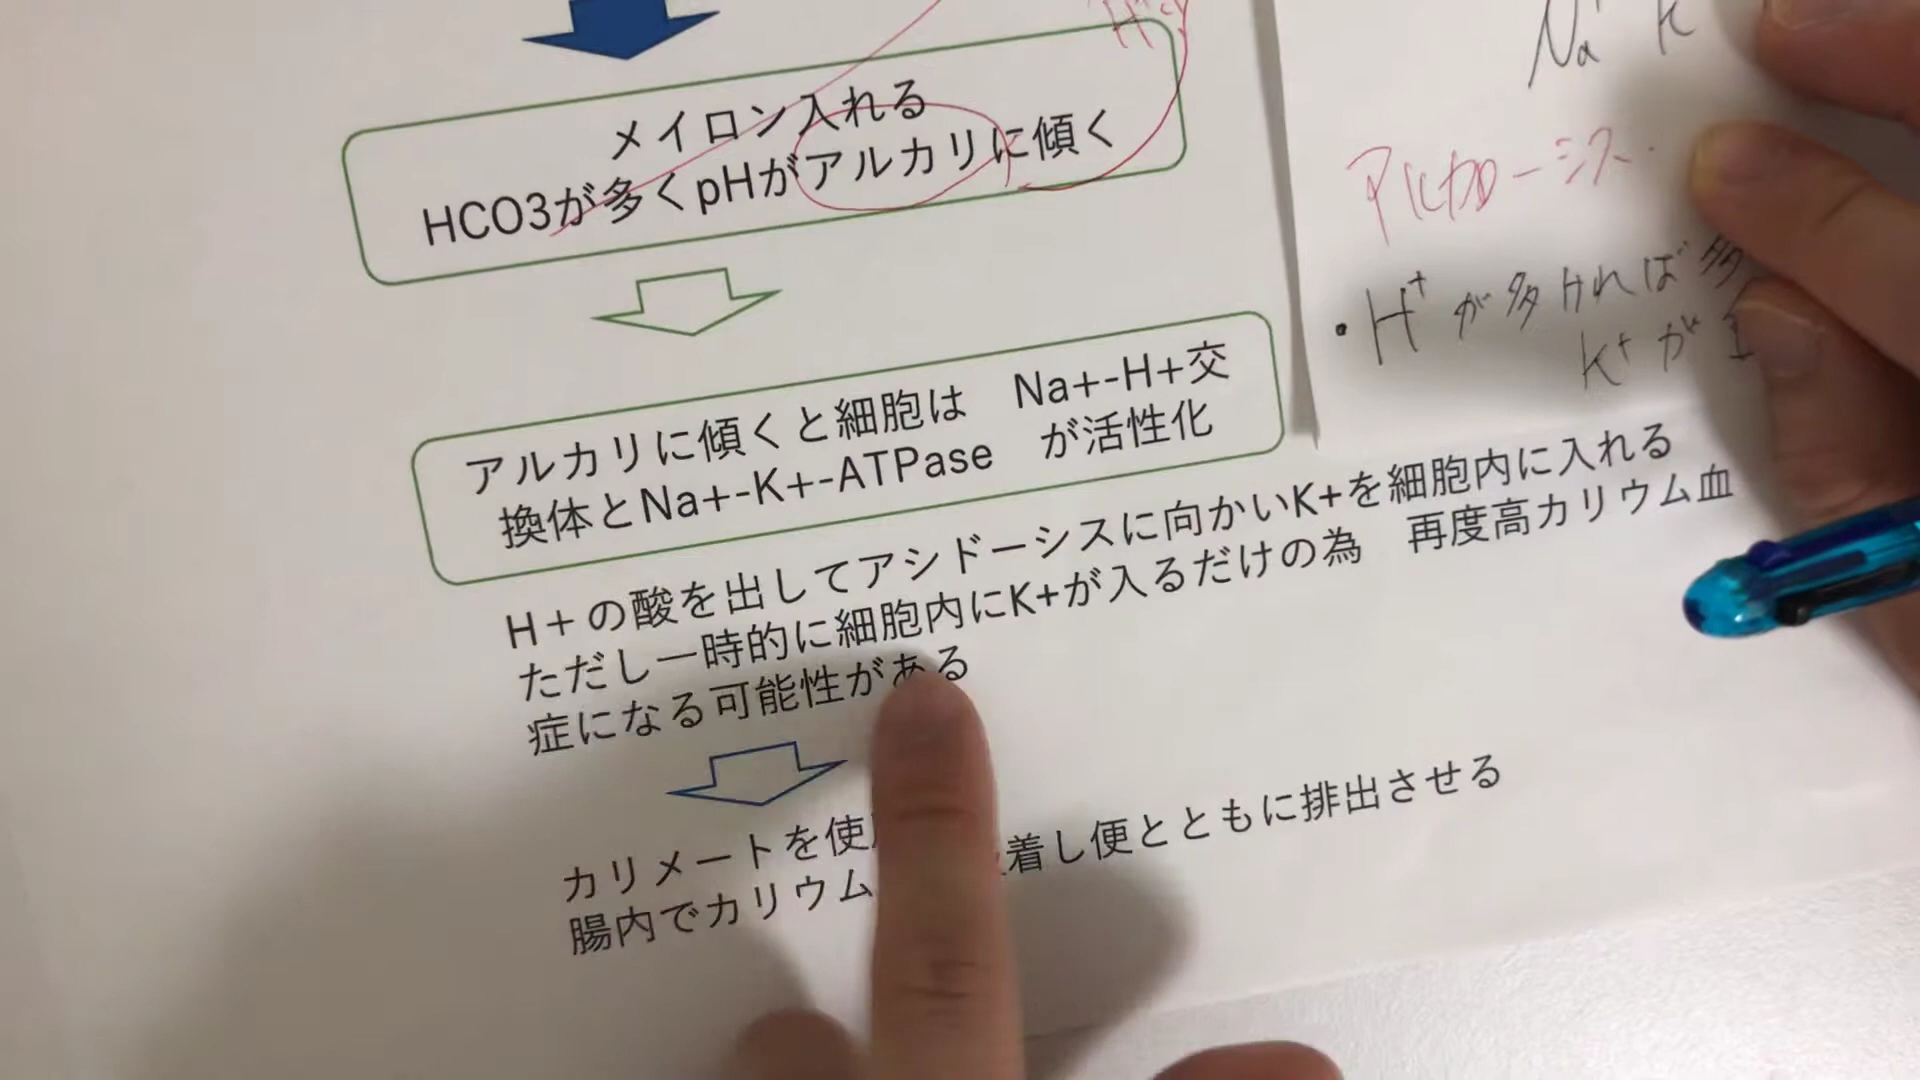 メイロン入れる
HCO3が多くpHがアルカリに傾く
アルカリに傾くと細胞は　Na+-H+交
換体とNa+-K+-ATPase　が活性化
H＋の酸を出してアシドーシスに向かいK+を細胞内に入れる
ただし一時的に細胞内にK+が入るだけの為　再度高カリウム血
症になる可能性がある
カリメートを使
腸内でカリウム 着し便とともに排出させる
H+
Na+ K
アルカローシス
・H+が多ければ多
K+が